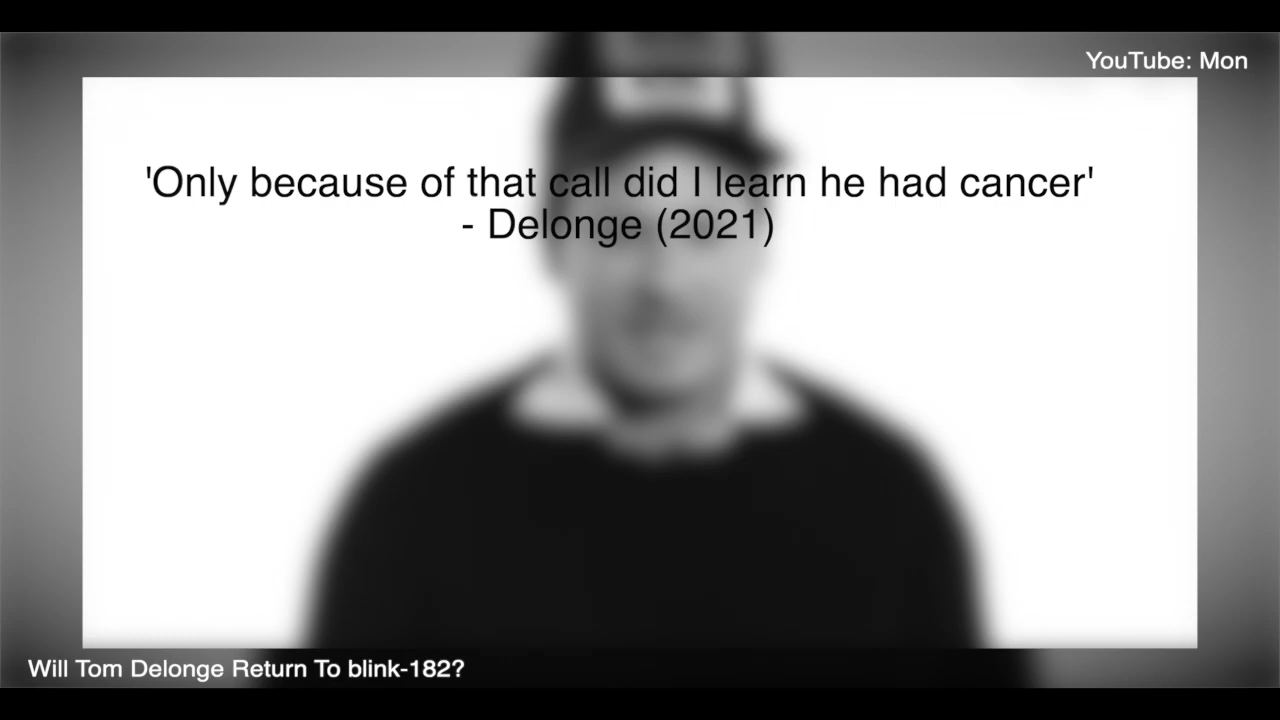 YouTube: Mon
'Only because of that call did I learn he had cancer'
- Delonge (2021)
Will Tom Delonge Return To blink-182?